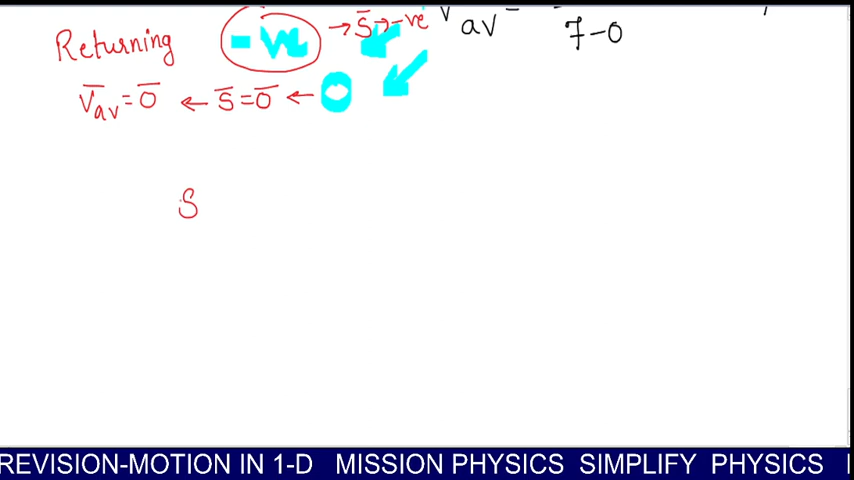 Returning -ve → S̄ → -ve V av = 7-0
V̄av = 0̄ ← S̄ = 0̄ ← 0
S
REVISION-MOTION IN 1-D MISSION PHYSICS SIMPLIFY PHYSICS